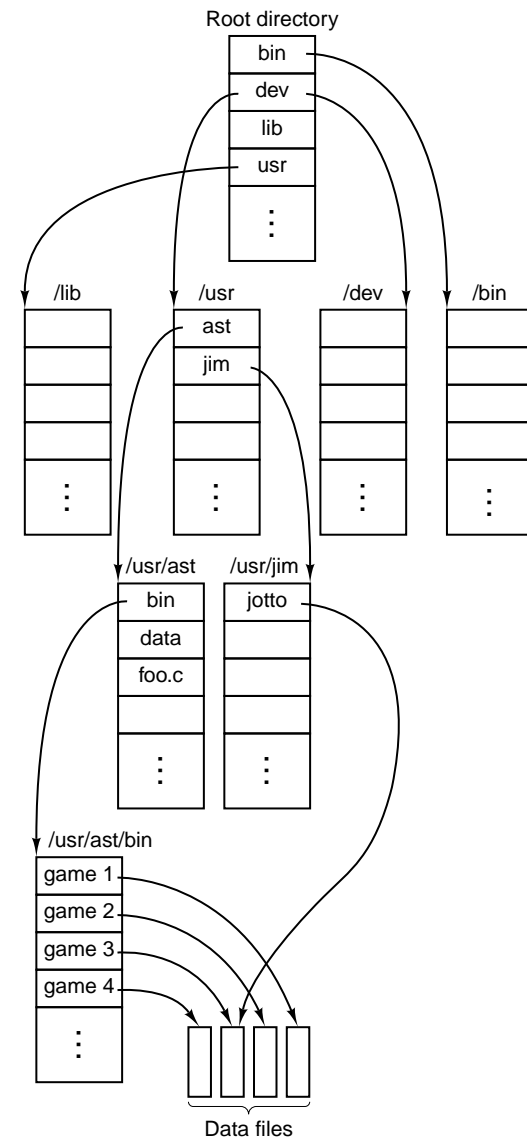 Root directory
bin
dev
lib
usr
⋮
/lib
/usr
/dev
/bin
ast
jim
⋮
⋮
⋮
⋮
/usr/ast
/usr/jim
bin
jotto
data
foo.c
⋮
⋮
/usr/ast/bin
game 1
game 2
game 3
game 4
⋮
Data files